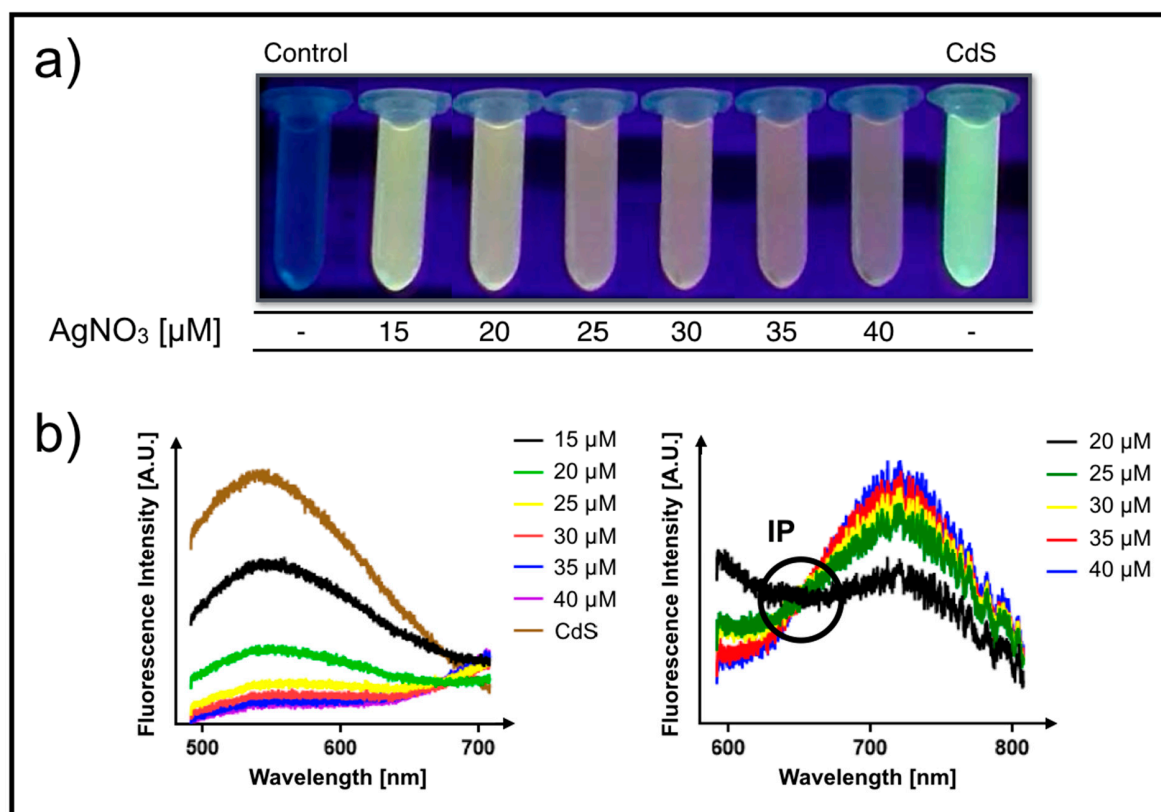 a)
Control CdS
AgNO₃ [µM] - 15 20 25 30 35 40 -
b)
Fluorescence Intensity [A.U.]
15 µM
20 µM
25 µM
30 µM
35 µM
40 µM
CdS
500 600 700
Wavelength [nm]
Fluorescence Intensity [A.U.]
IP
20 µM
25 µM
30 µM
35 µM
40 µM
600 700 800
Wavelength [nm]